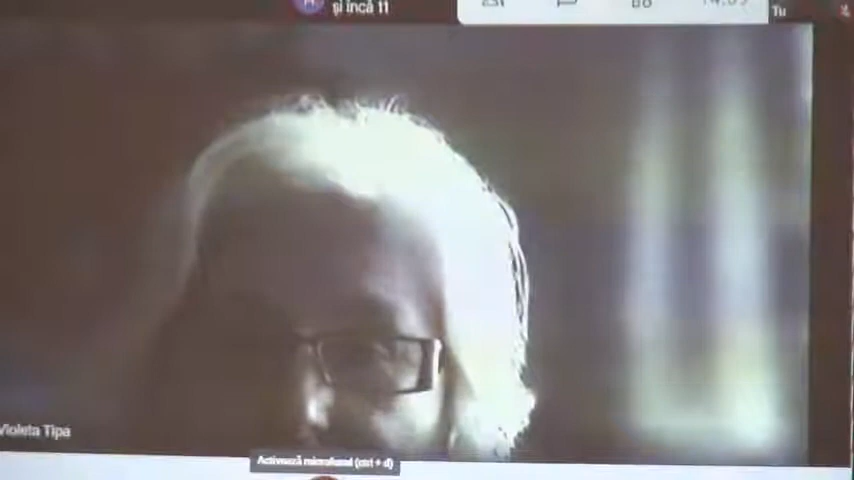 și încă 11
Tu
Violeta Tipa
Activează microfonul (ctrl + d)